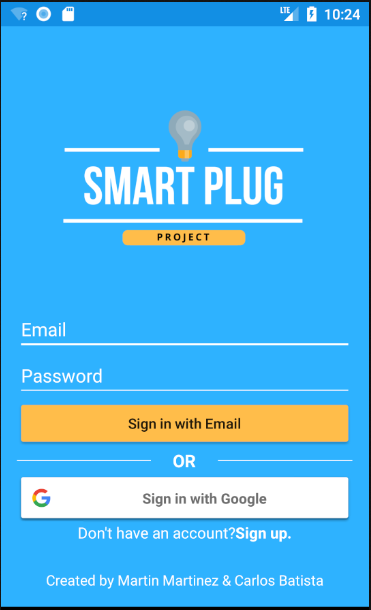 LTE 10:24
SMART PLUG
PROJECT
Email
Password
Sign in with Email
OR
G Sign in with Google
Don't have an account?Sign up.
Created by Martin Martinez & Carlos Batista